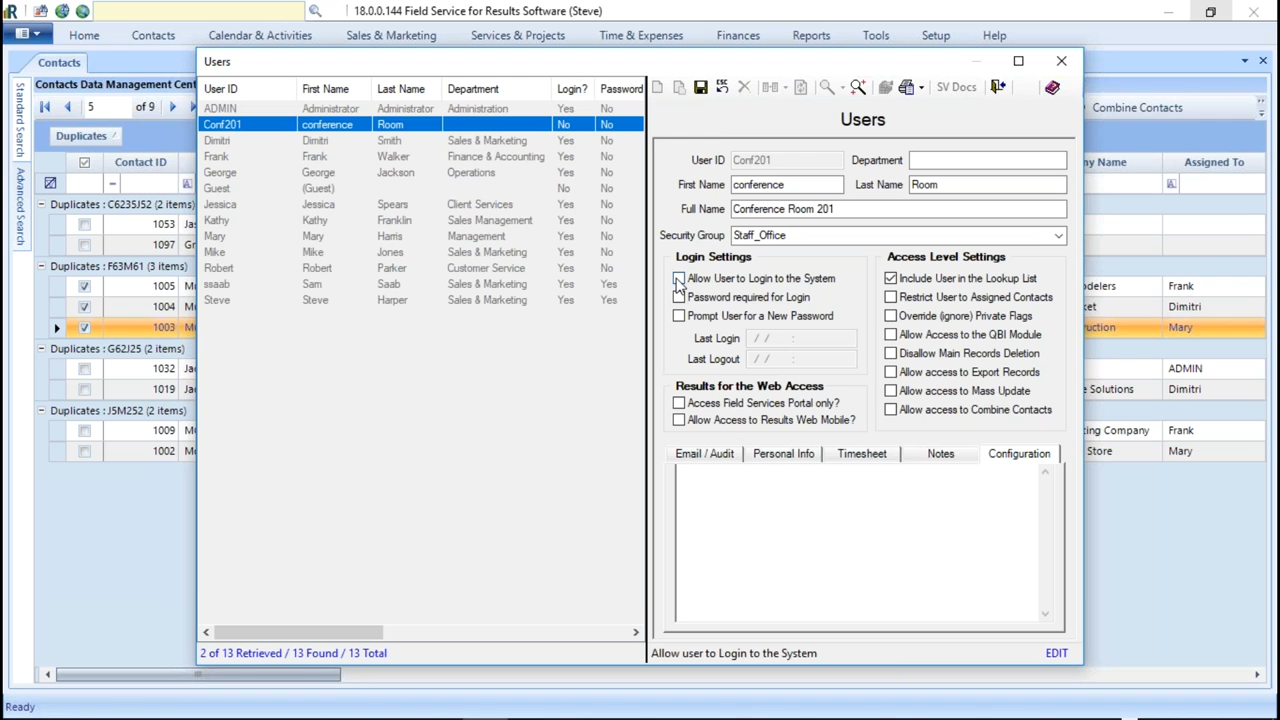 18.0.0.144 Field Service for Results Software (Steve)
Home Contacts Calendar & Activities Sales & Marketing Services & Projects Time & Expenses Finances Reports Tools Setup Help
Contacts
Users
Contacts Data Management Cent
5 of 9
Combine Contacts
Duplicates
Standard Search
Advanced Search
Contact ID
ny Name Assigned To
Duplicates : C6235J52 (2 items)
1053 Ja
1097 Gr
Duplicates : F63M61 (3 items)
1005 M
odelers Frank
1004 M
ket Dimitri
1003 M
uction Mary
Duplicates : G62J25 (2 items)
1032 Ja
ADMIN
1019 Je
e Solutions Dimitri
Duplicates : J5M252 (2 items)
1009 M
ting Company Frank
1002 M
Store Mary
User ID First Name Last Name Department Login? Password
ADMIN Administrator Administrator Administration Yes No
Conf201 conference Room No No
Dimitri Dimitri Smith Sales & Marketing Yes No
Frank Frank Walker Finance & Accounting Yes No
George George Jackson Operations Yes No
Guest (Guest) No No
Jessica Jessica Spears Client Services Yes No
Kathy Kathy Franklin Sales Management Yes No
Mary Mary Harris Management Yes No
Mike Mike Jones Sales & Marketing Yes No
Robert Robert Parker Customer Service Yes No
ssaab Sam Saab Sales & Marketing Yes Yes
Steve Steve Harper Sales & Marketing Yes Yes
2 of 13 Retrieved / 13 Found / 13 Total
ESC
SV Docs
Users
User ID Conf201 Department
First Name conference Last Name Room
Full Name Conference Room 201
Security Group Staff_Office
Login Settings
Allow User to Login to the System
Password required for Login
Prompt User for a New Password
Last Login / / :
Last Logout / / :
Results for the Web Access
Access Field Services Portal only?
Allow Access to Results Web Mobile?
Access Level Settings
Include User in the Lookup List
Restrict User to Assigned Contacts
Override (ignore) Private Flags
Allow Access to the QBI Module
Disallow Main Records Deletion
Allow access to Export Records
Allow access to Mass Update
Allow access to Combine Contacts
Email / Audit Personal Info Timesheet Notes Configuration
Allow user to Login to the System EDIT
Ready